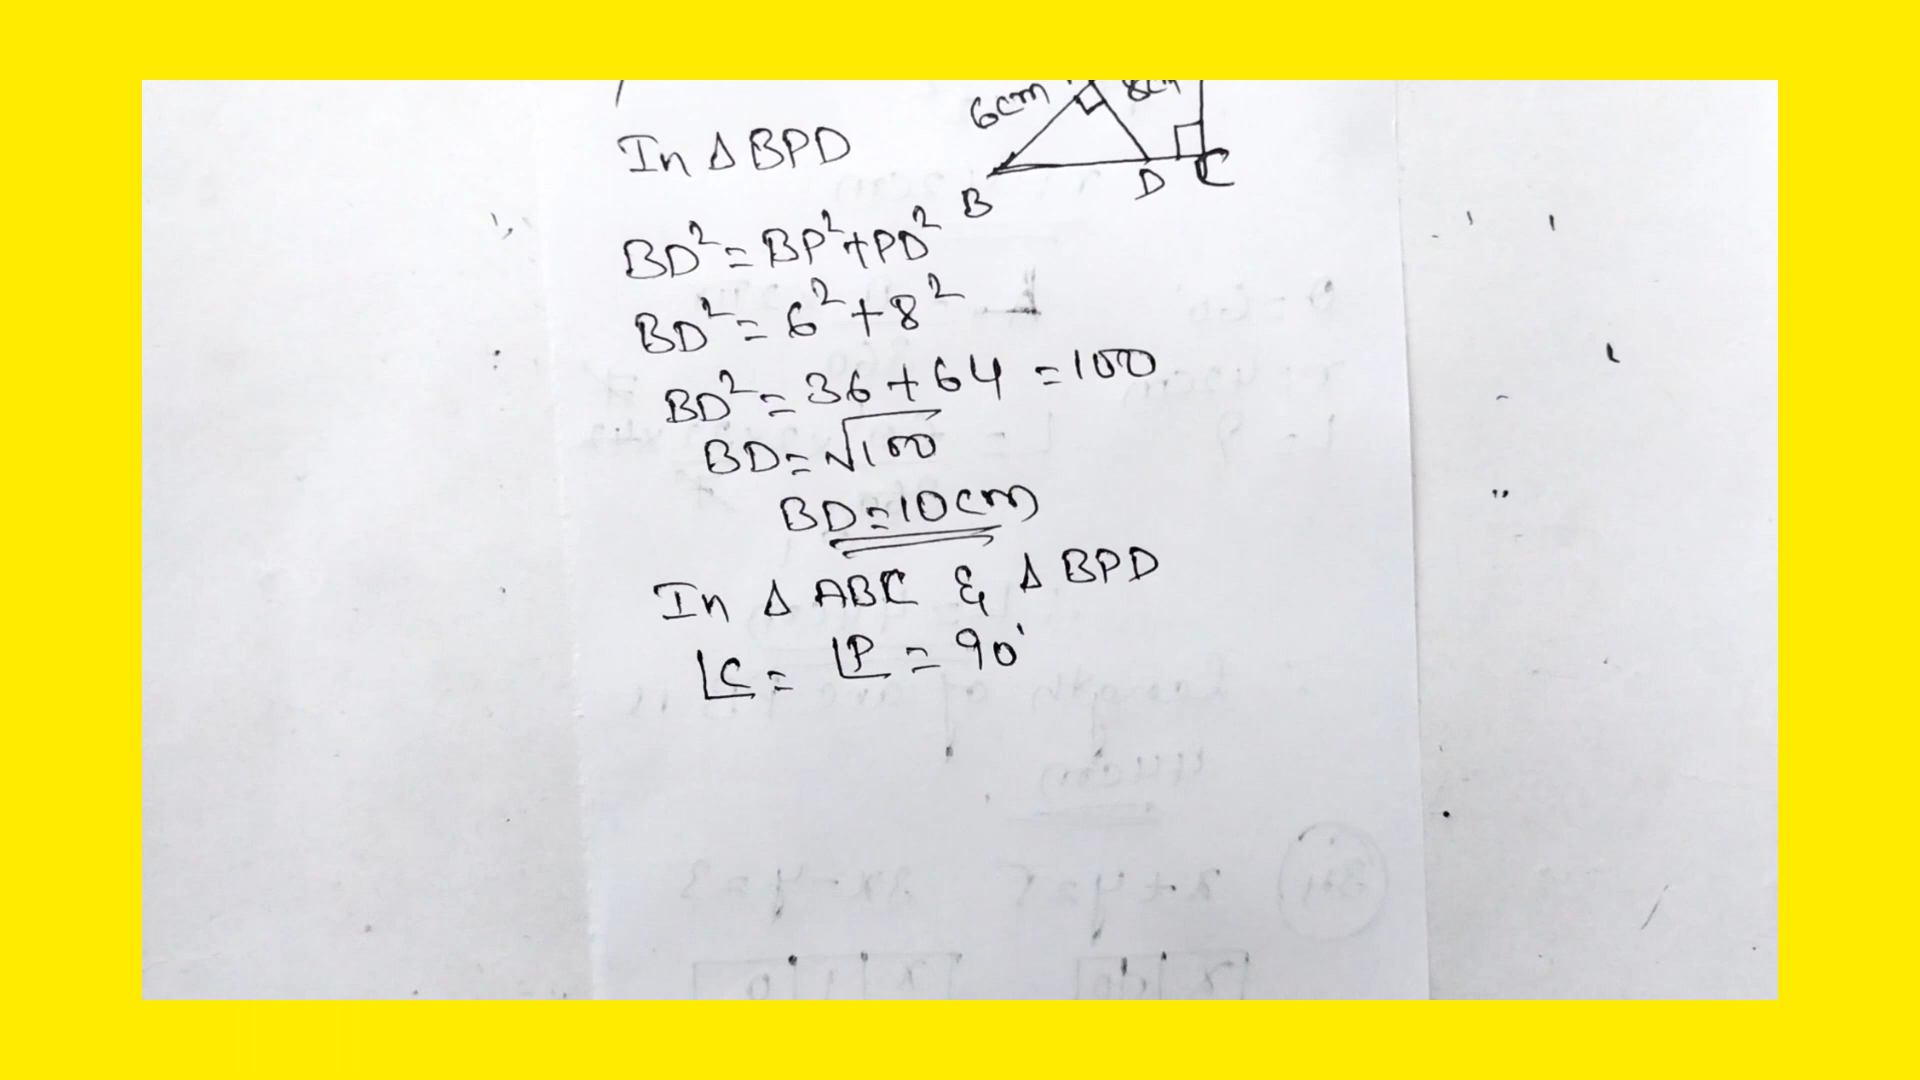 6cm 8cm
In Δ BPD
B D C
BD² = BP² + PD²
BD² = 6² + 8²
BD² = 36 + 64 = 100
BD = √100
BD = 10cm
In Δ ABC & Δ BPD
∠C = ∠P = 90°